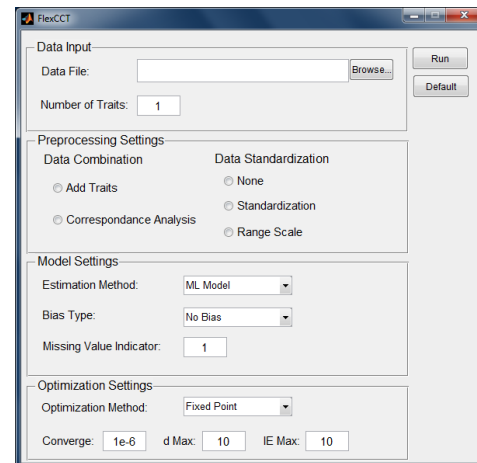 FlexCCT
Data Input
Data File:
Browse...
Run
Default
Number of Traits: 1
Preprocessing Settings
Data Combination
Data Standardization
Add Traits
None
Standardization
Correspondance Analysis
Range Scale
Model Settings
Estimation Method: ML Model
Bias Type: No Bias
Missing Value Indicator: 1
Optimization Settings
Optimization Method: Fixed Point
Converge: 1e-6 d Max: 10 IE Max: 10